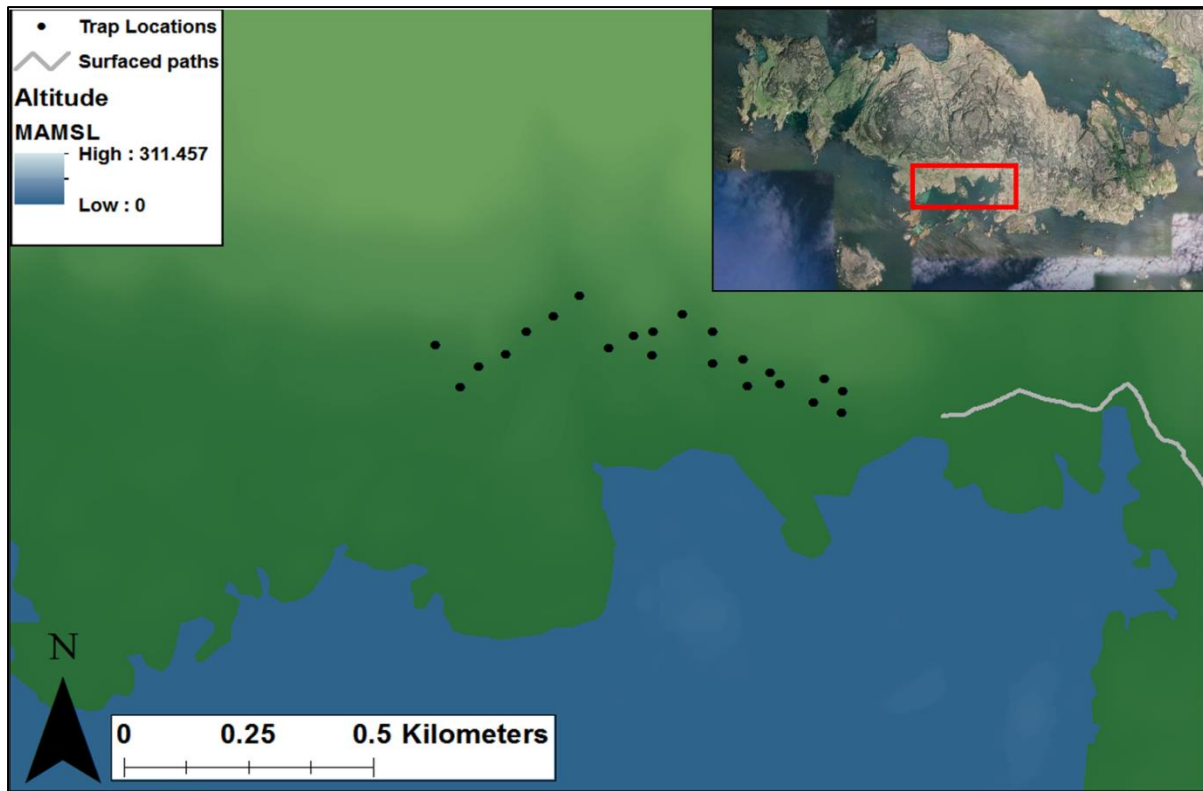 Trap Locations
Surfaced paths
Altitude
MAMSL
High : 311.457
Low : 0
N
0 0.25 0.5 Kilometers